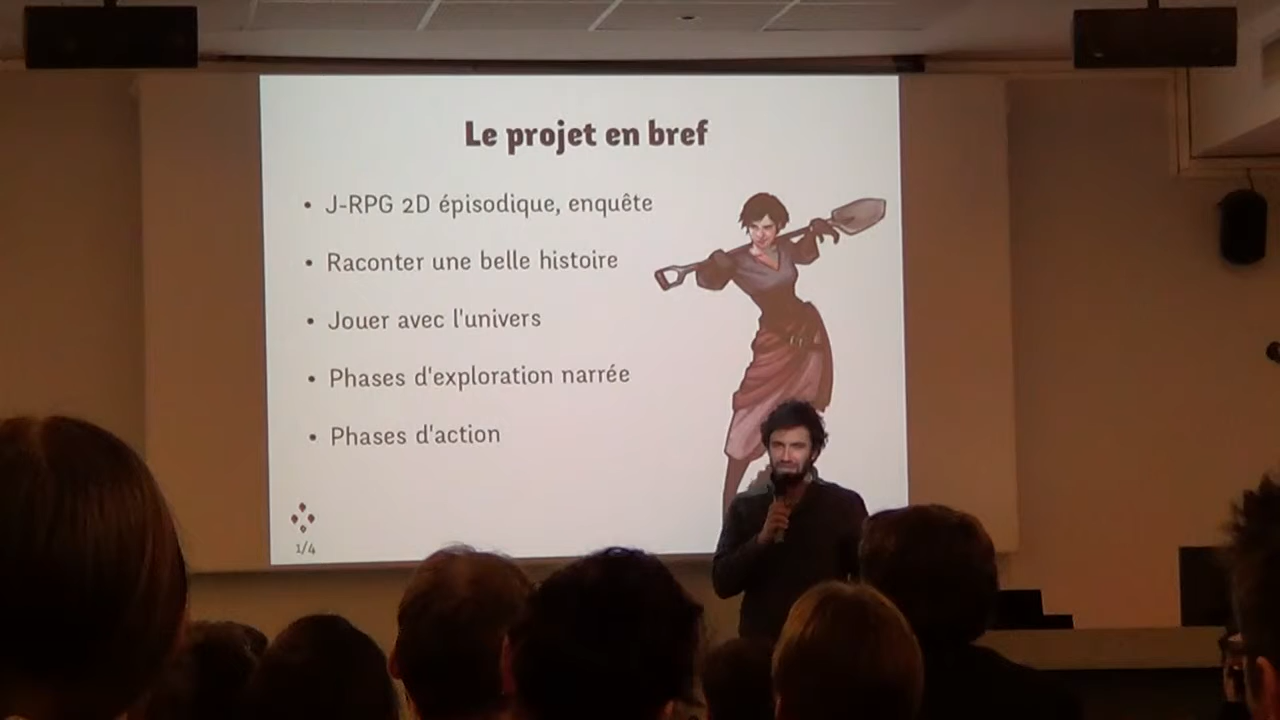 Le projet en bref
• J-RPG 2D épisodique, enquête
• Raconter une belle histoire
• Jouer avec l'univers
• Phases d'exploration narrée
• Phases d'action
1/4